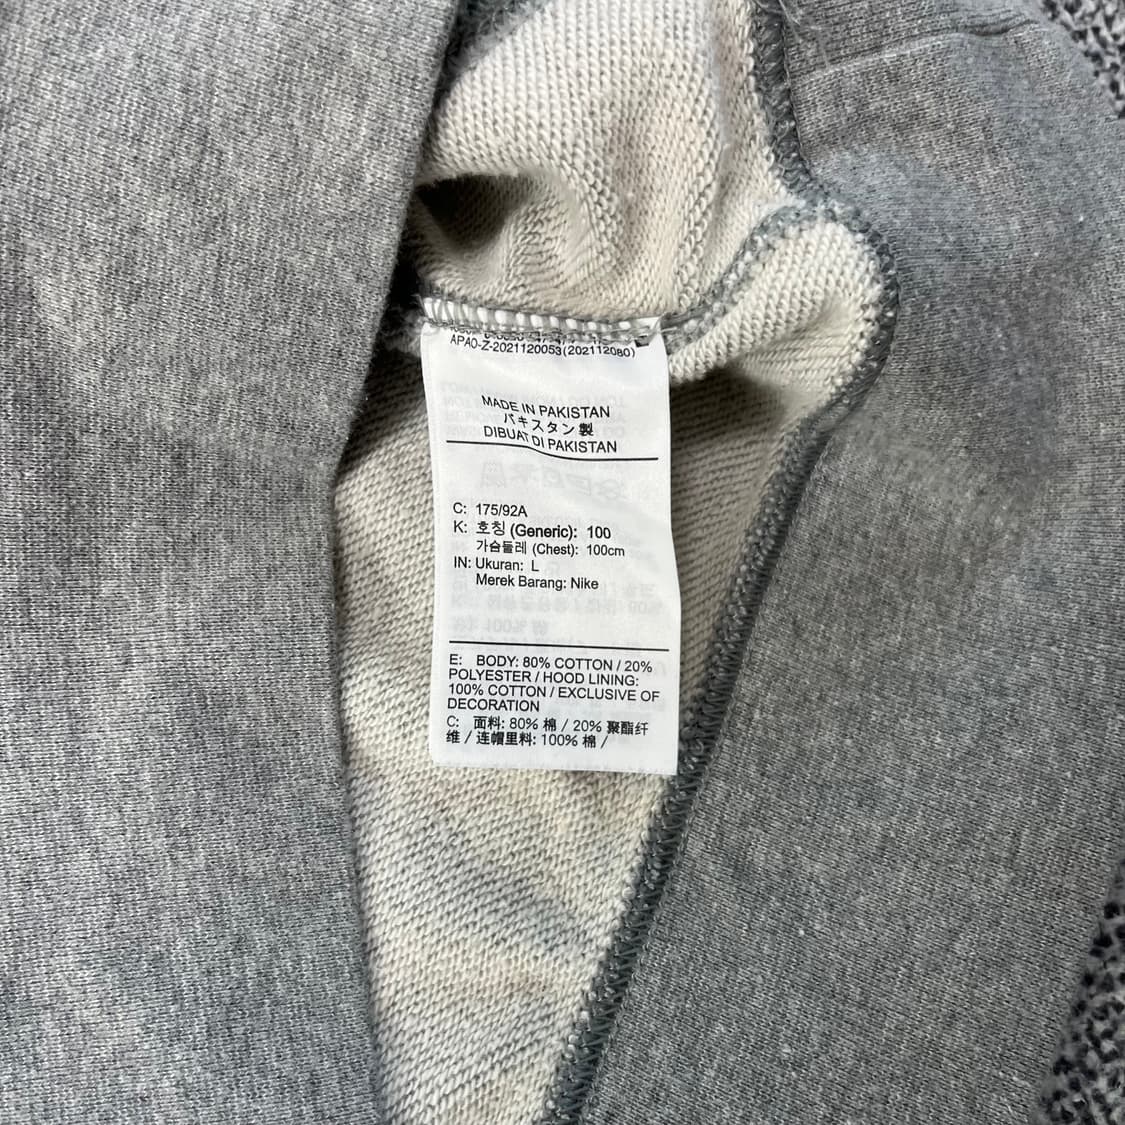 APA0-Z-2021120053(202112080)
MADE IN PAKISTAN
パキスタン製
DIBUAT DI PAKISTAN
C: 175/92A
K: 호칭 (Generic): 100
가슴둘레 (Chest): 100cm
IN: Ukuran: L
Merek Barang: Nike
E: BODY: 80% COTTON / 20%
POLYESTER / HOOD LINING:
100% COTTON / EXCLUSIVE OF
DECORATION
C: 面料: 80% 棉 / 20% 聚酯纤
维 / 连帽里料: 100% 棉 /